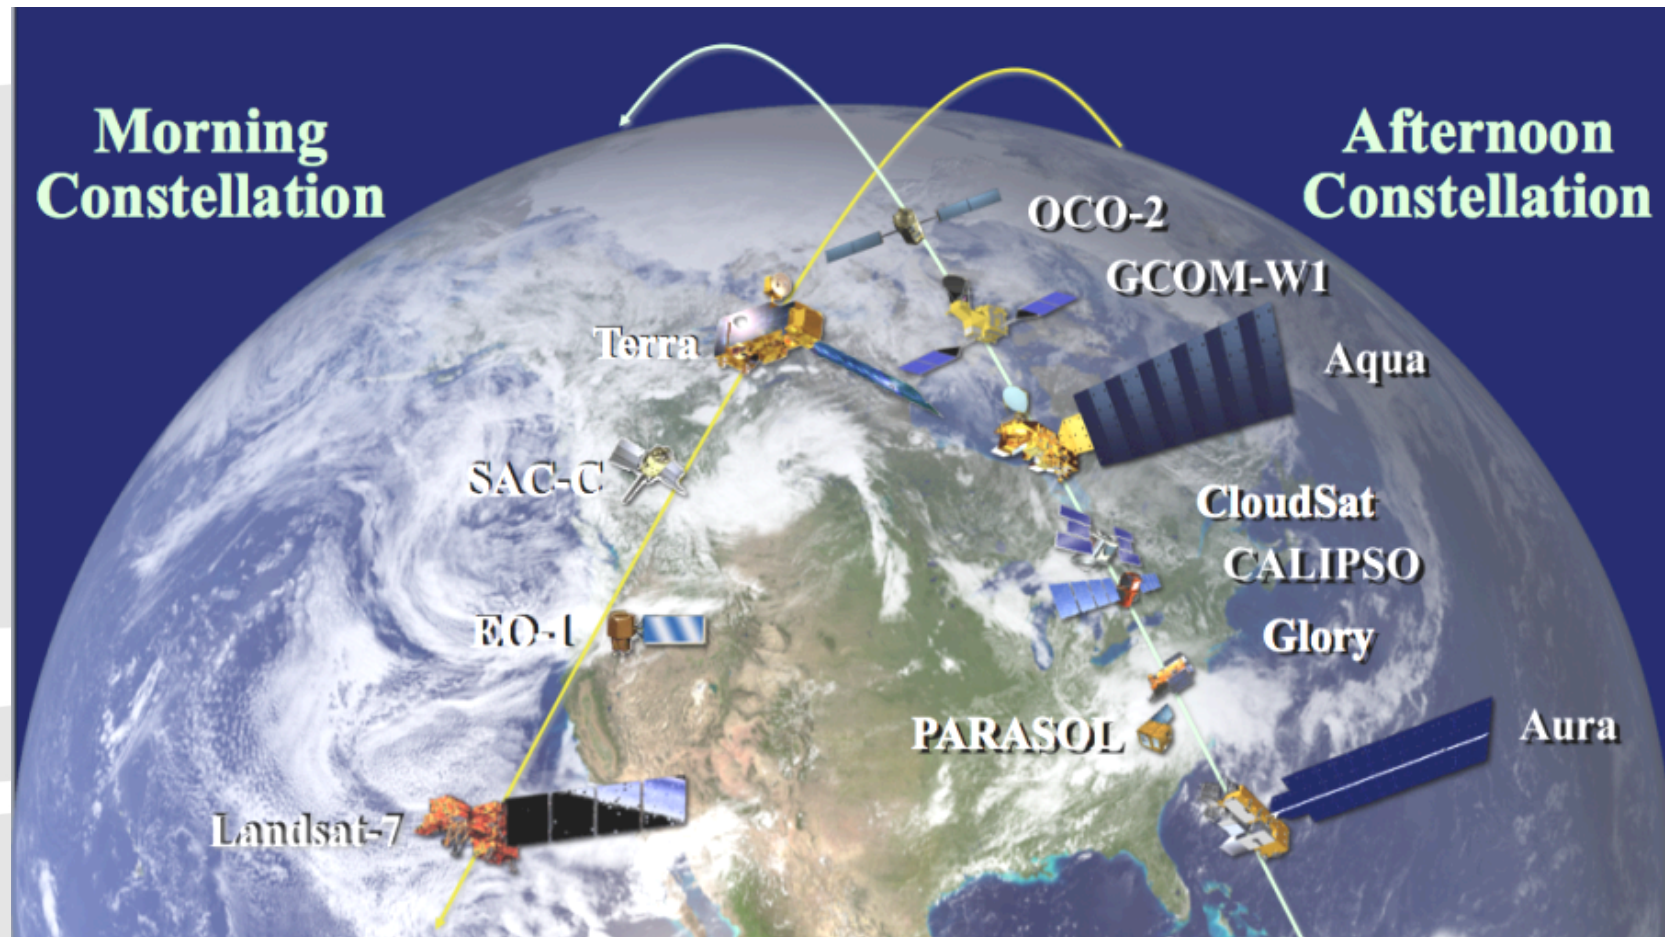 Morning
Constellation
Afternoon
Constellation
OCO-2
GCOM-W1
Terra
Aqua
SAC-C
CloudSat
CALIPSO
EO-1
Glory
PARASOL
Aura
Landsat-7